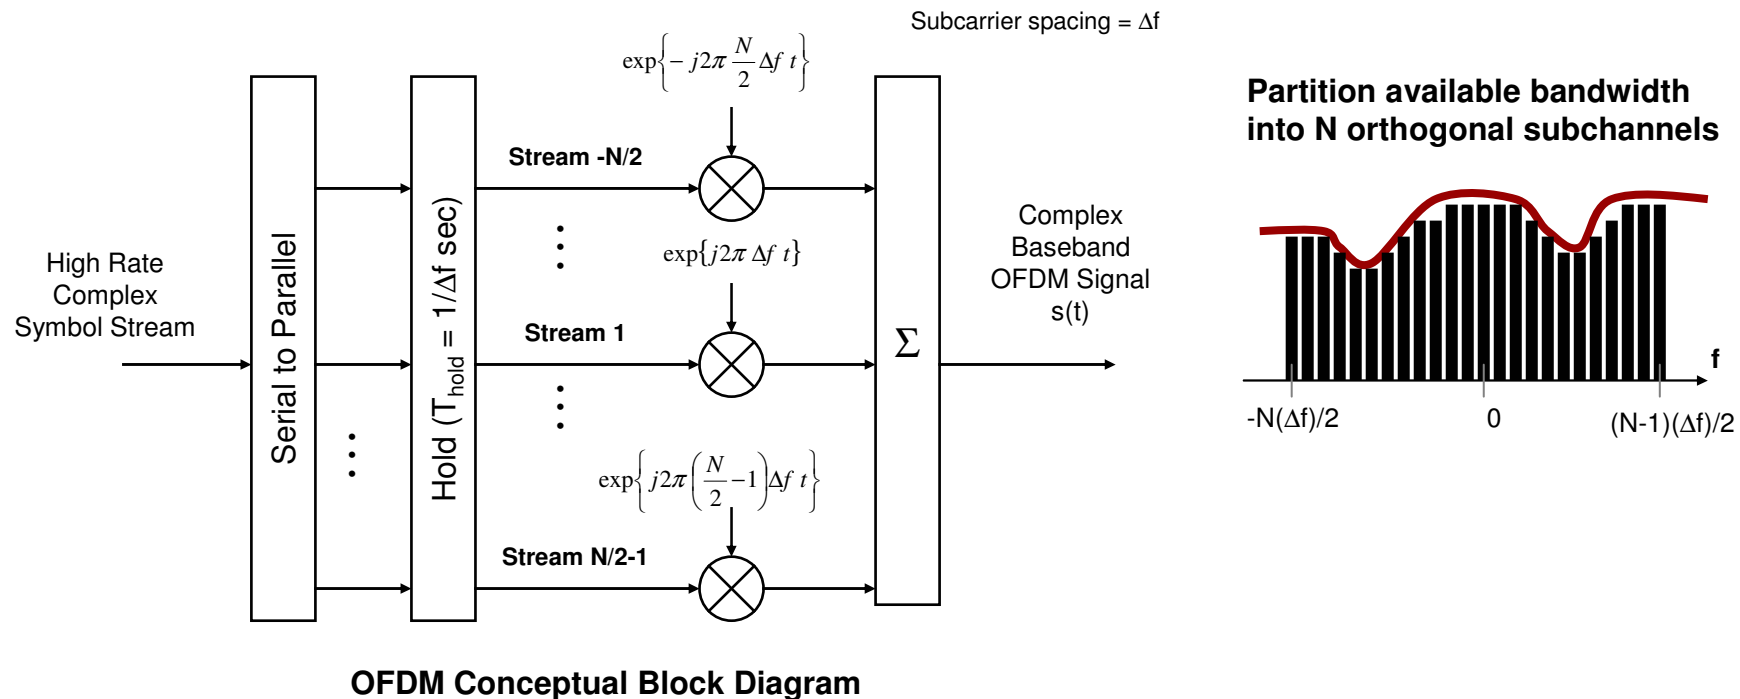 Subcarrier spacing = Δf
exp{− j2π N/2 Δf t}
Partition available bandwidth
into N orthogonal subchannels
Stream -N/2
exp{j2π Δf t}
High Rate
Complex
Symbol Stream
Serial to Parallel
Hold (T_hold = 1/Δf sec)
Stream 1
Σ
Complex
Baseband
OFDM Signal
s(t)
f
-N(Δf)/2
0
(N-1)(Δf)/2
exp{j2π(N/2 −1)Δf t}
Stream N/2-1
OFDM Conceptual Block Diagram